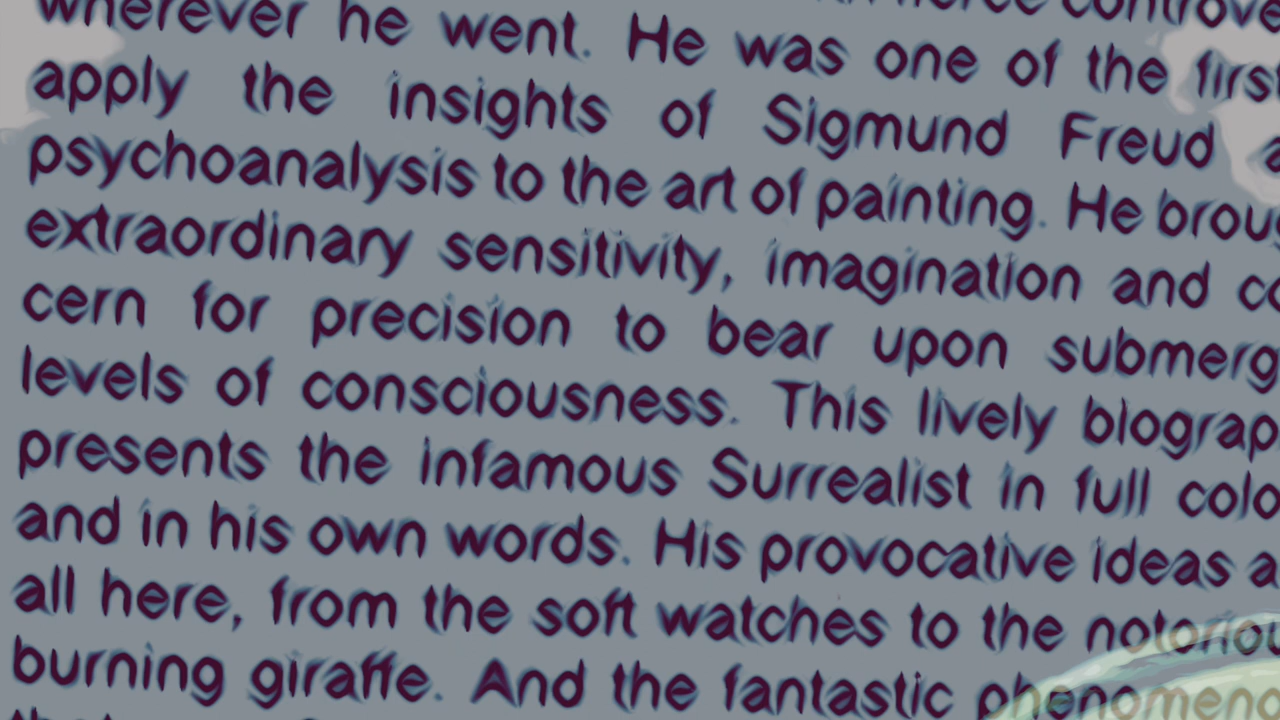 wherever he went. He was one of the first
apply the insights of Sigmund Freud a
psychoanalysis to the art of painting. He brou
extraordinary sensitivity, imagination and co
cern for precision to bear upon submerg
levels of consciousness. This lively biograp
presents the infamous Surrealist in full colo
and in his own words. His provocative ideas a
all here, from the soft watches to the notoriou
burning giraffe. And the fantastic phenomeno